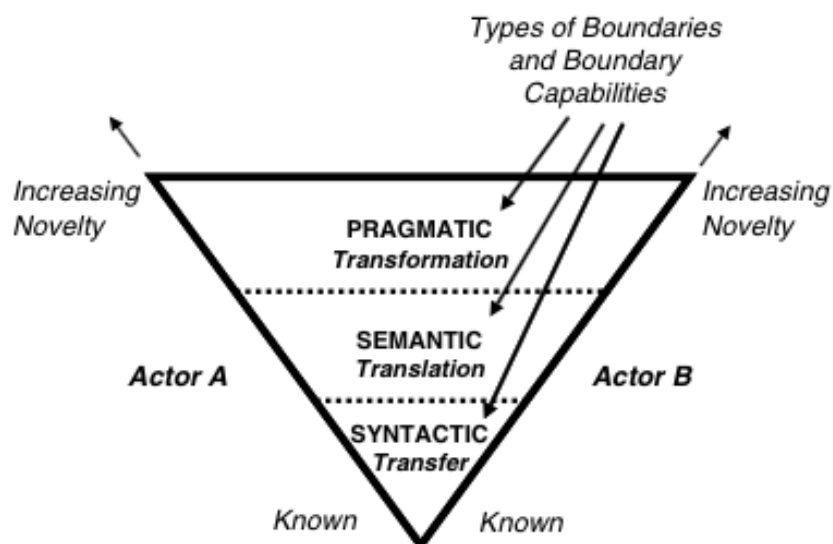 Types of Boundaries
and Boundary
Capabilities
Increasing
Novelty
Increasing
Novelty
PRAGMATIC
Transformation
SEMANTIC
Translation
Actor A
Actor B
SYNTACTIC
Transfer
Known
Known